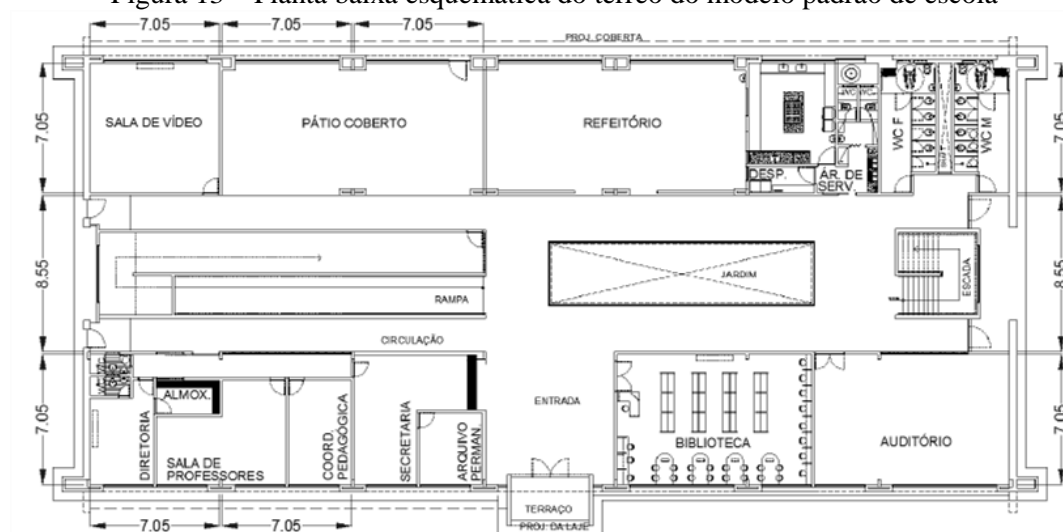 Figura 15 – Planta baixa esquemática do térreo do modelo padrão de escola
7.05 7.05 7.05
PROJ. COBERTA
7.05
SALA DE VÍDEO
PÁTIO COBERTO
REFEITÓRIO
DESP.
ÁR. DE
SERV.
WC
WC
WC F
WC M
7.05
8.55
RAMPA
JARDIM
ESCADA
8.55
CIRCULAÇÃO
7.05
DIRETORIA
ALMOX.
SALA DE
PROFESSORES
COORD.
PEDAGÓGICA
SECRETARIA
ARQUIVO
PERMAN.
ENTRADA
BIBLIOTECA
AUDITÓRIO
7.05
TERRAÇO
PROJ. DA LAJE
7.05 7.05